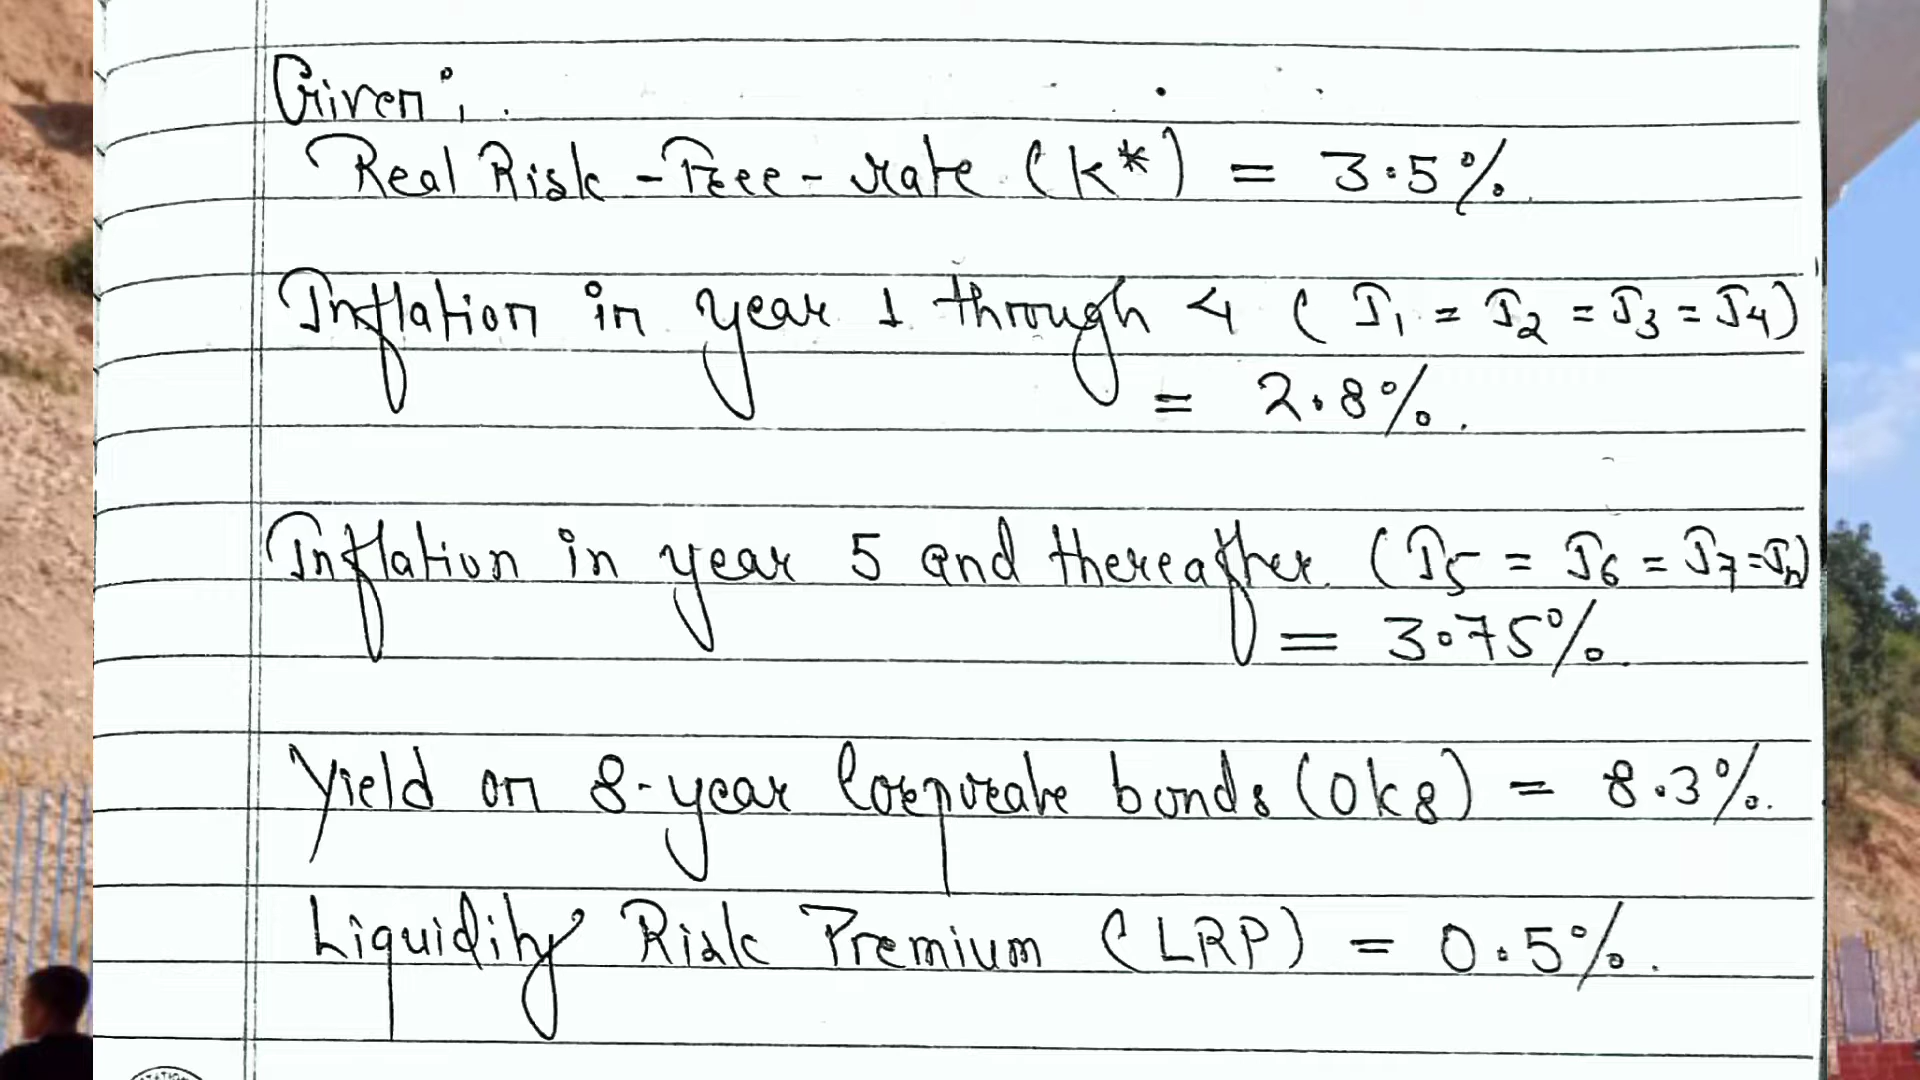 Given:
Real Risk-Free-rate (K*) = 3.5%.
Inflation in year 1 through 4 (I1 = I2 = I3 = I4)
= 2.8%.
Inflation in year 5 and thereafter (I5 = I6 = I7 = In)
= 3.75%.
Yield on 8-year Corporate bonds (0k8) = 8.3%.
Liquidity Risk Premium (LRP) = 0.5%.